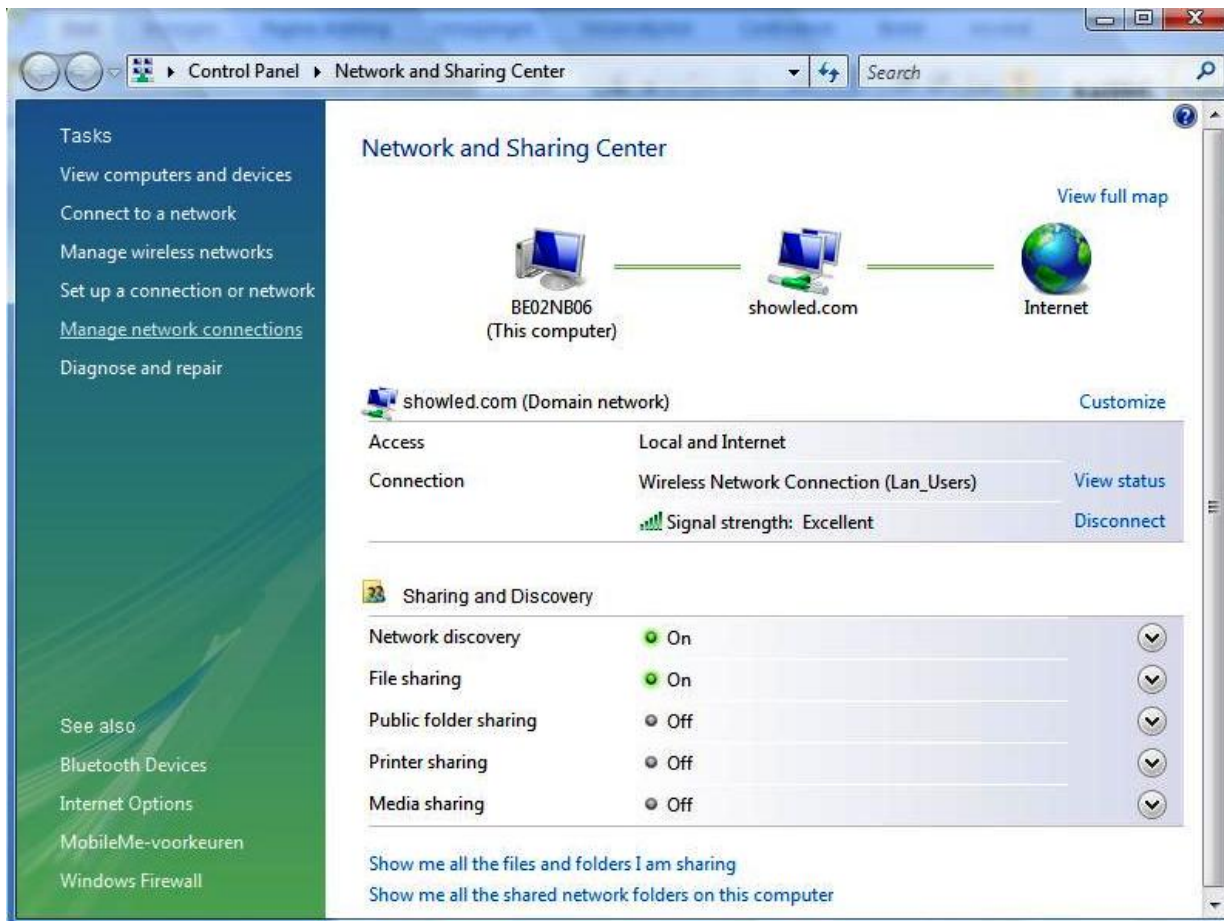 Control Panel Network and Sharing Center
Search
Tasks
View computers and devices
Connect to a network
Manage wireless networks
Set up a connection or network
Manage network connections
Diagnose and repair
See also
Bluetooth Devices
Internet Options
MobileMe-voorkeuren
Windows Firewall
Network and Sharing Center
View full map
BE02NB06
(This computer)
showled.com
Internet
showled.com (Domain network) Customize
Access Local and Internet
Connection Wireless Network Connection (Lan_Users) View status
Signal strength: Excellent Disconnect
Sharing and Discovery
Network discovery On
File sharing On
Public folder sharing Off
Printer sharing Off
Media sharing Off
Show me all the files and folders I am sharing
Show me all the shared network folders on this computer